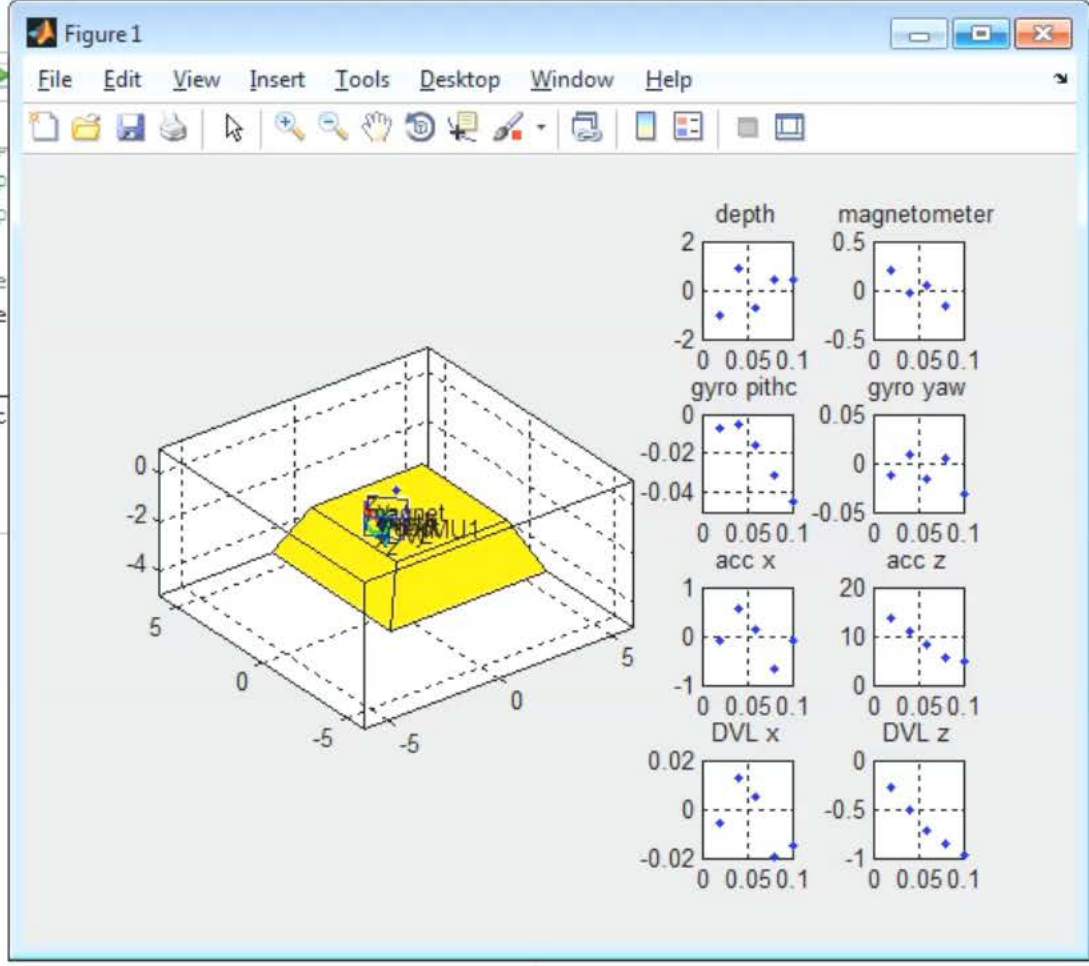 Figure 1
File Edit View Insert Tools Desktop Window Help
depth magnetometer
2 0.5
0 0
-2 -0.5
0 0.05 0.1 0 0.05 0.1
gyro pithc gyro yaw
0 0.05
-0.02 0
-0.04 -0.05
0 0.05 0.1 0 0.05 0.1
acc x acc z
1 20
0 10
-1 0
0 0.05 0.1 0 0.05 0.1
DVL x DVL z
0.02 0
0 -0.5
-0.02 -1
0 0.05 0.1 0 0.05 0.1
0
-2
-4
5
0
-5
-5
0
5